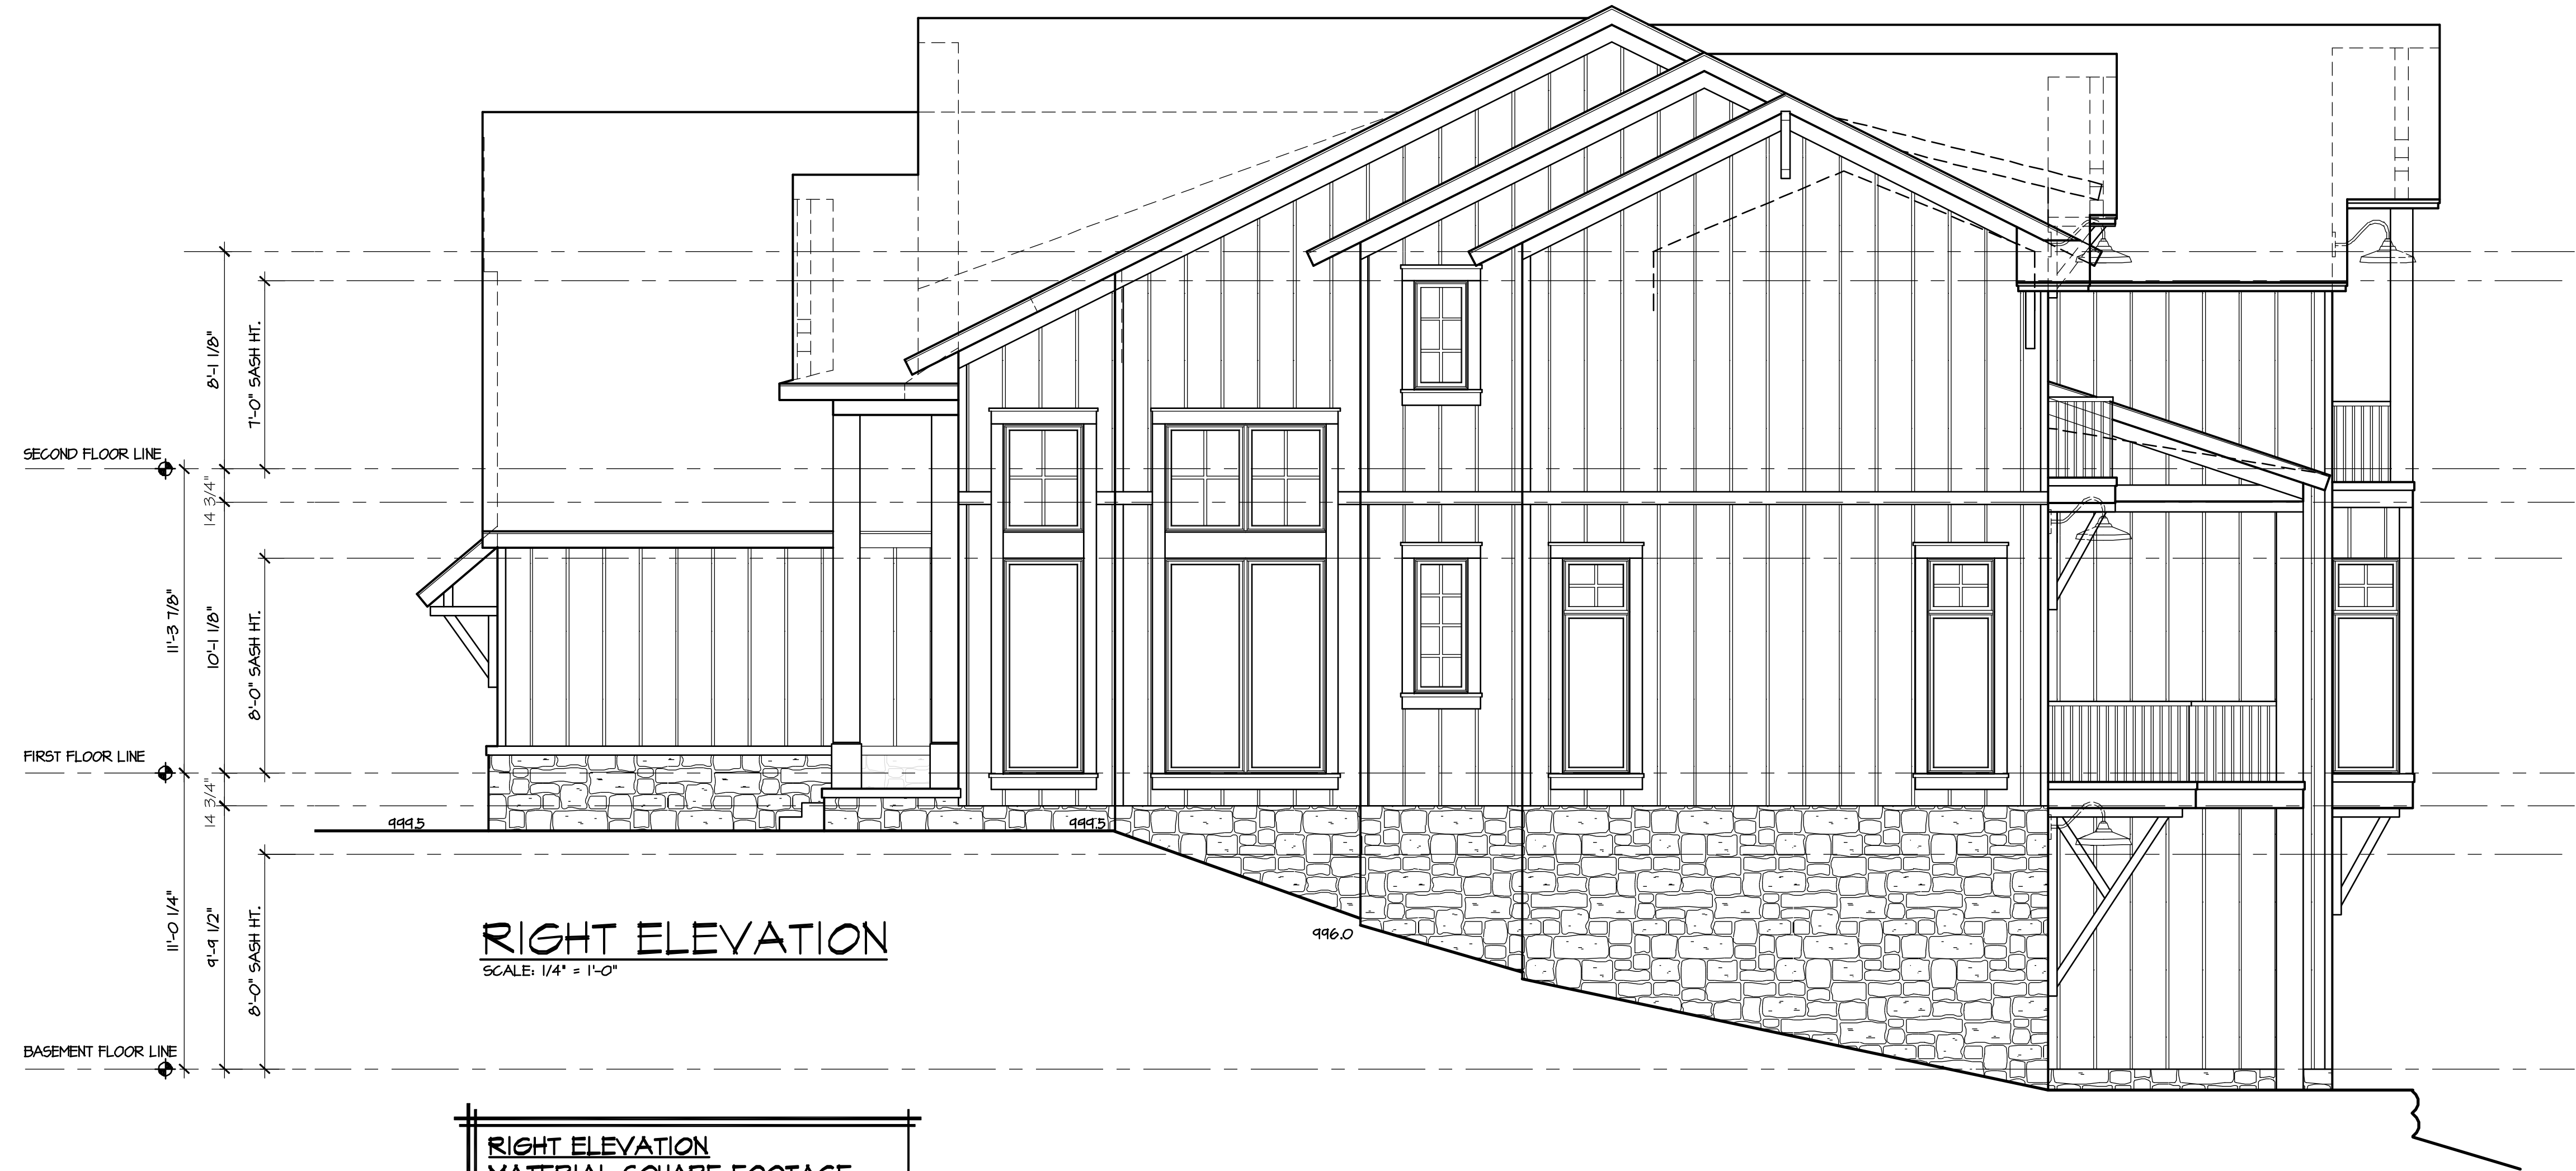 8'-1 1/8"
7'-0" SASH HT.
SECOND FLOOR LINE
14 3/4"
11'-3 7/8"
10'-1 1/8"
8'-0" SASH HT.
FIRST FLOOR LINE
14 3/4"
999.5
999.5
11'-0 1/4"
9'-9 1/2"
8'-0" SASH HT.
996.0
RIGHT ELEVATION
SCALE: 1/4" = 1'-0"
BASEMENT FLOOR LINE
RIGHT ELEVATION
MATERIAL SQUARE FOOTAGE